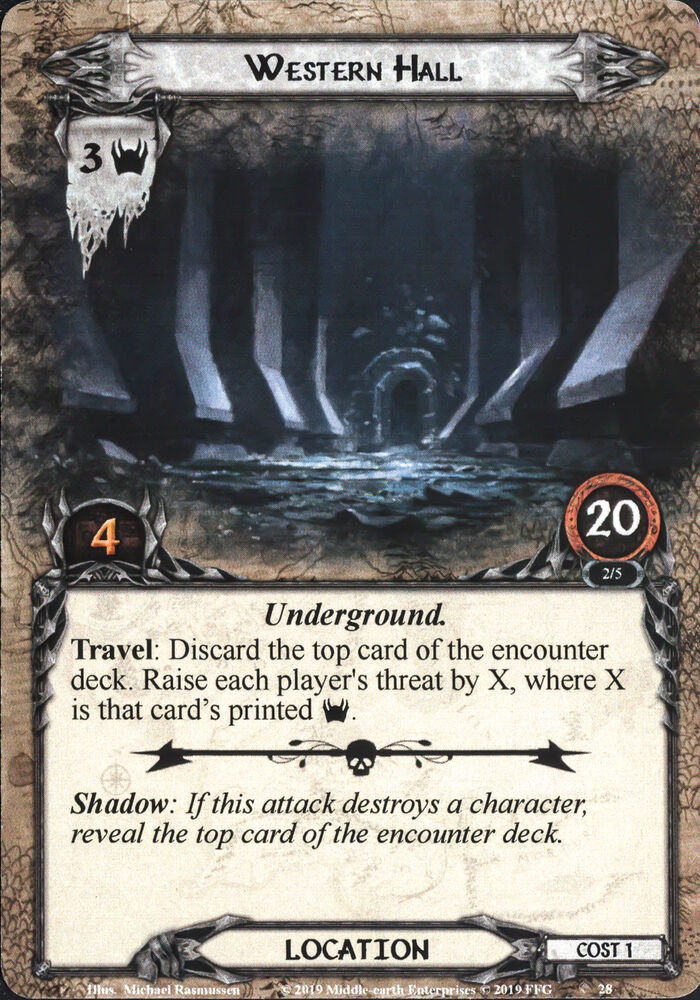 Western Hall
3
4
20
2/5
Underground.
Travel: Discard the top card of the encounter
deck. Raise each player's threat by X, where X
is that card's printed .
Shadow: If this attack destroys a character,
reveal the top card of the encounter deck.
LOCATION
COST 1
Illus. Michael Rasmussen
© 2019 Middle-earth Enterprises © 2019 FFG
28